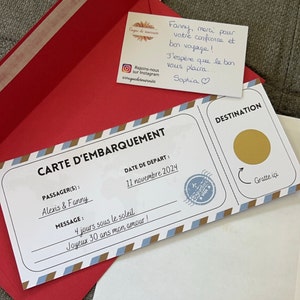 Fanny, merci pour
votre confiance et
bon voyage !
J'espère que le bon
vous plaira.
Sophia ♡
Rejoins-nous
sur Instagram
CARTE D'EMBARQUEMENT
PASSAGER(S) :
Alexis & Fanny
DATE DE DEPART :
11 novembre 2024
MESSAGE :
4 jours sous le soleil
Joyeux 30 ans mon amour !
DESTINATION
Gratte ici